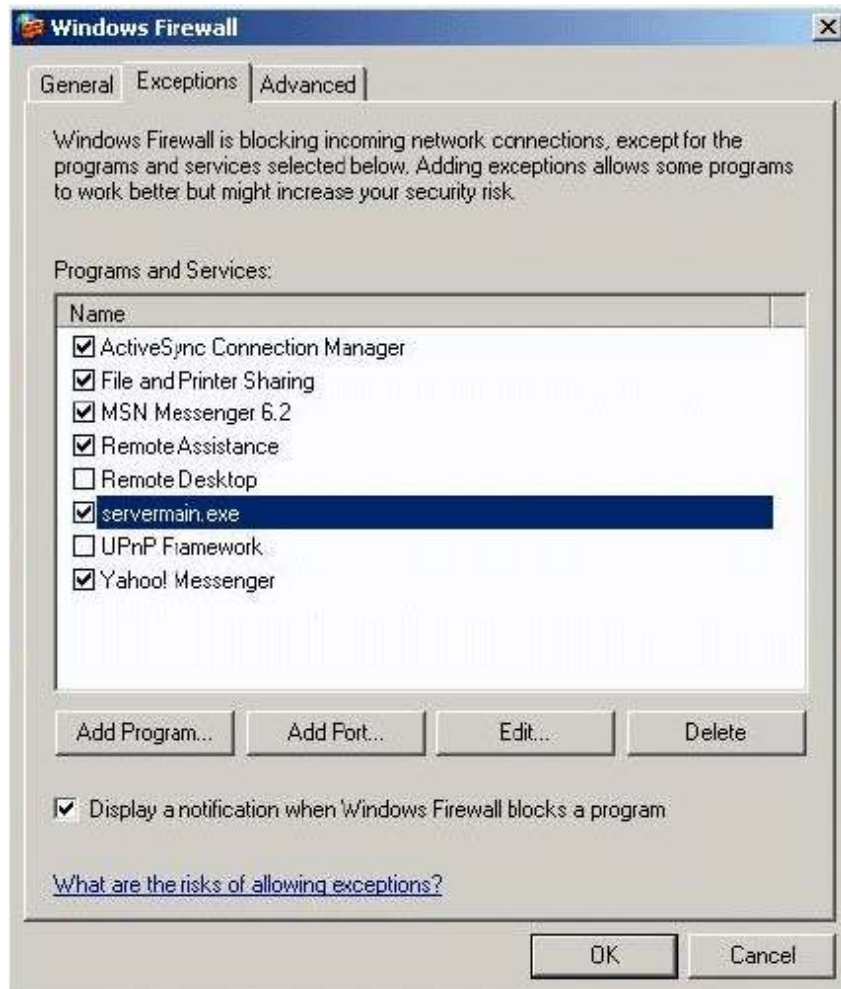 Windows Firewall
General Exceptions Advanced
Windows Firewall is blocking incoming network connections, except for the
programs and services selected below. Adding exceptions allows some programs
to work better but might increase your security risk.
Programs and Services:
Name
ActiveSync Connection Manager
File and Printer Sharing
MSN Messenger 6.2
Remote Assistance
Remote Desktop
servermain.exe
UPnP Framework
Yahoo! Messenger
Add Program... Add Port... Edit... Delete
Display a notification when Windows Firewall blocks a program
What are the risks of allowing exceptions?
OK Cancel